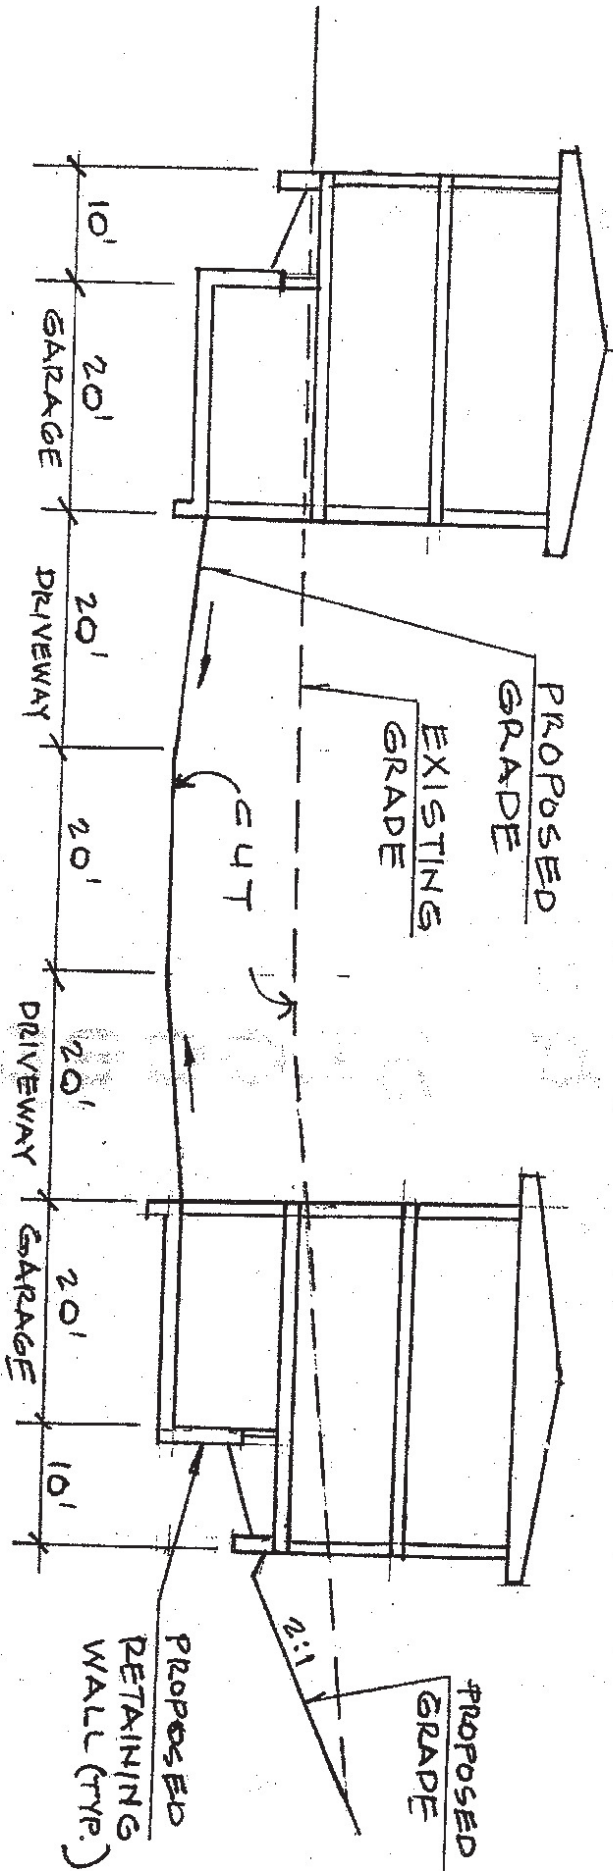 PROPOSED
GRADE
EXISTING
GRADE
CUT
2:1
PROPOSED
GRADE
PROPOSED
RETAINING
WALL (TYP.)
10' 20' 20' 20' 20' 20' 10'
GARAGE DRIVEWAY DRIVEWAY GARAGE